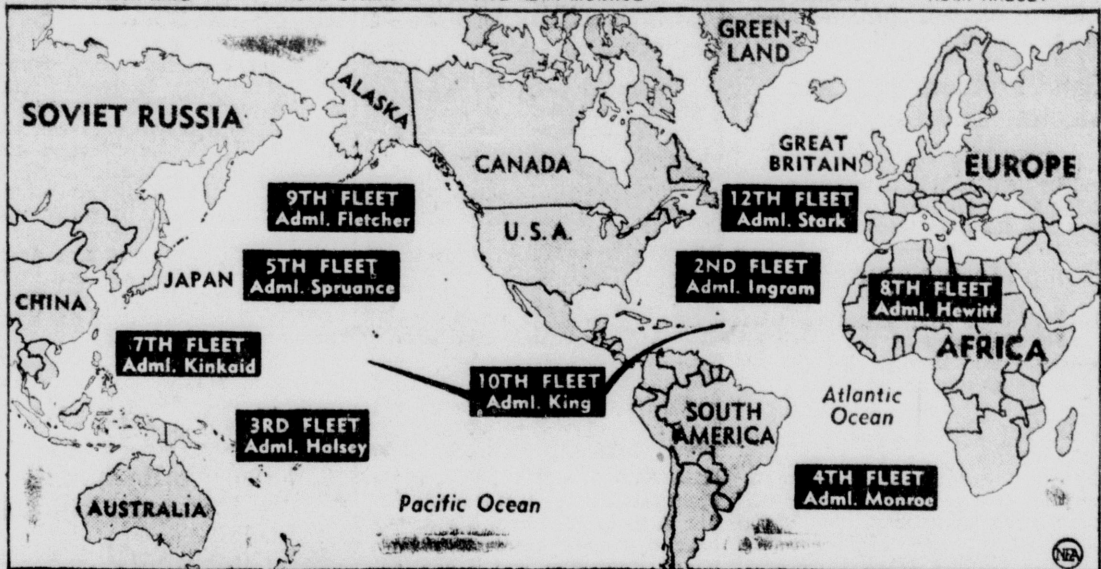 GREEN-
LAND
ALASKA
SOVIET RUSSIA
CANADA
GREAT
BRITAIN
EUROPE
9TH FLEET
Adml. Fletcher
12TH FLEET
Adml. Stark
U.S.A.
5TH FLEET
Adml. Spruance
JAPAN
2ND FLEET
Adml. Ingram
8TH FLEET
Adml. Hewitt
CHINA
7TH FLEET
Adml. Kinkaid
AFRICA
10TH FLEET
Adml. King
Atlantic
Ocean
SOUTH
AMERICA
3RD FLEET
Adml. Halsey
4TH FLEET
Adml. Monroe
AUSTRALIA
Pacific Ocean
NEA